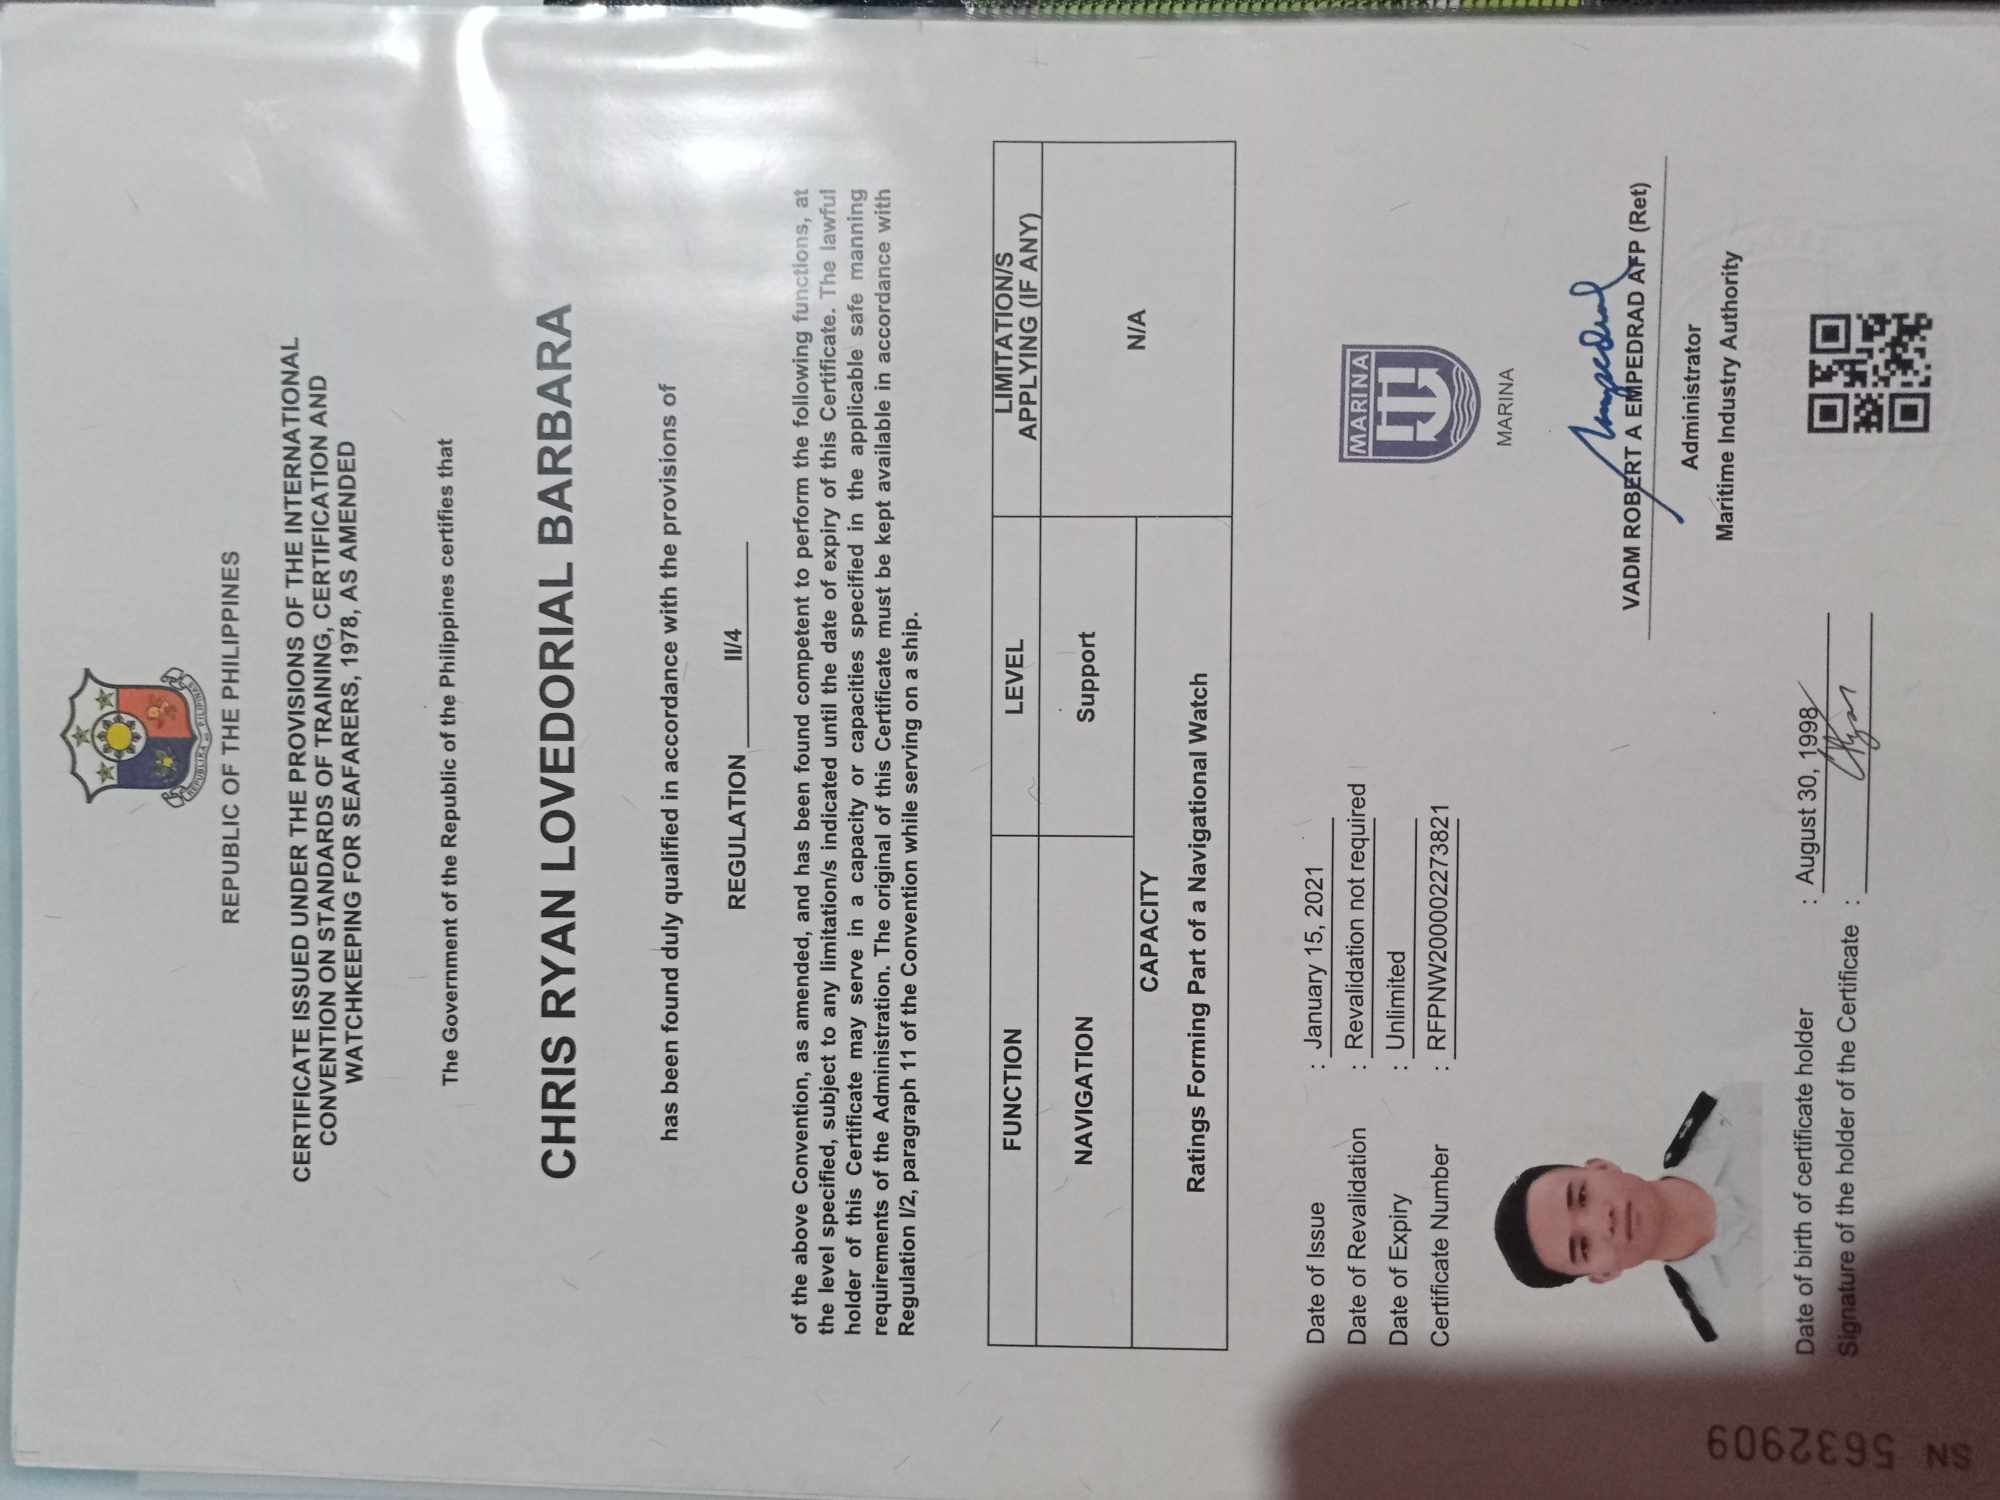 REPUBLIKA NG PILIPINAS
REPUBLIC OF THE PHILIPPINES
CERTIFICATE ISSUED UNDER THE PROVISIONS OF THE INTERNATIONAL
CONVENTION ON STANDARDS OF TRAINING, CERTIFICATION AND
WATCHKEEPING FOR SEAFARERS, 1978, AS AMENDED
The Government of the Republic of the Philippines certifies that
CHRIS RYAN LOVEDORIAL BARBARA
has been found duly qualified in accordance with the provisions of
REGULATION II/4
of the above Convention, as amended, and has been found competent to perform the following functions, at
the level specified, subject to any limitation/s indicated until the date of expiry of this Certificate. The lawful
holder of this Certificate may serve in a capacity or capacities specified in the applicable safe manning
requirements of the Administration. The original of this Certificate must be kept available in accordance with
Regulation I/2, paragraph 11 of the Convention while serving on a ship.
FUNCTION LEVEL LIMITATION/S
APPLYING (IF ANY)
NAVIGATION Support N/A
CAPACITY
Ratings Forming Part of a Navigational Watch
Date of Issue : January 15, 2021
Date of Revalidation : Revalidation not required
Date of Expiry : Unlimited
Certificate Number : RFPNW2000022773821
MARINA
MARINA
VADM ROBERT A EMPEDRAD AFP (Ret)
Administrator
Maritime Industry Authority
Date of birth of certificate holder : August 30, 1998
Signature of the holder of the Certificate :
SN 5632909